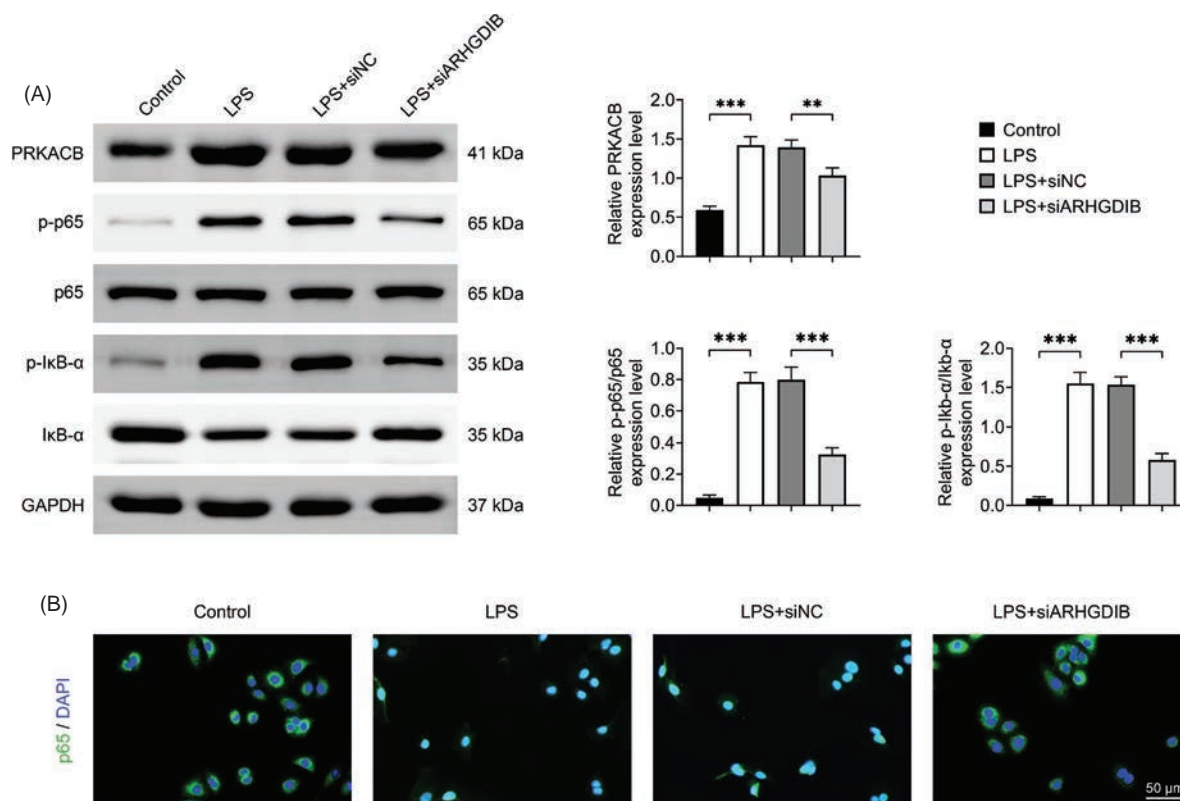 (A)
Control
LPS
LPS+siNC
LPS+siARHGDIB
PRKACB
41 kDa
p-p65
65 kDa
p65
65 kDa
p-IκB-α
35 kDa
IκB-α
35 kDa
GAPDH
37 kDa
Relative PRKACB
expression level
2.0
1.5
1.0
0.5
0.0
***
**
Control
LPS
LPS+siNC
LPS+siARHGDIB
Relative p-p65/p65
expression level
0.8
0.6
0.4
0.2
0.0
***
***
Relative p-Ikb-α/Ikb-α
expression level
2.0
1.5
1.0
0.5
0.0
***
***
(B)
Control
LPS
LPS+siNC
LPS+siARHGDIB
p65 / DAPI
50 μm